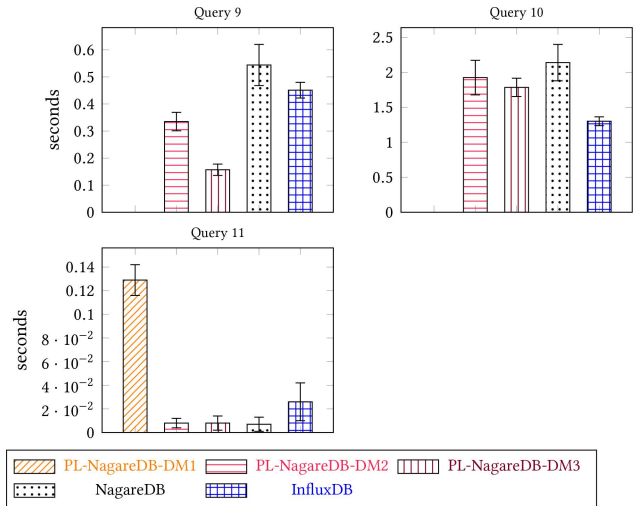 Query 9
Query 10
seconds
0.6
0.5
0.4
0.3
0.2
0.1
0
2.5
2
1.5
1
0.5
0
Query 11
seconds
0.14
0.12
0.1
8 · 10⁻²
6 · 10⁻²
4 · 10⁻²
2 · 10⁻²
0
PL-NagareDB-DM1 PL-NagareDB-DM2 PL-NagareDB-DM3
NagareDB InfluxDB